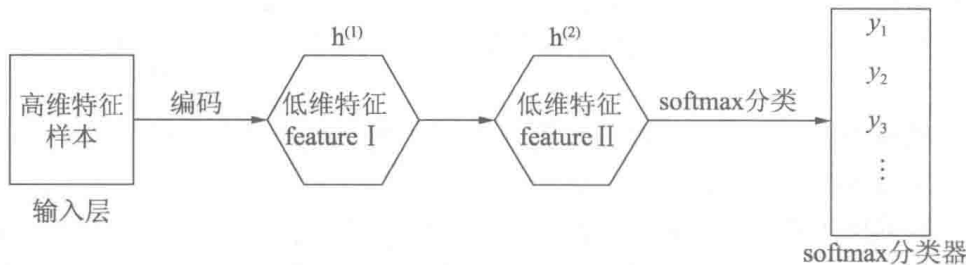 h(1)
h(2)
高维特征
样本
编码
低维特征
feature I
低维特征
feature II
softmax分类
y1
y2
y3
⋮
输入层
softmax分类器